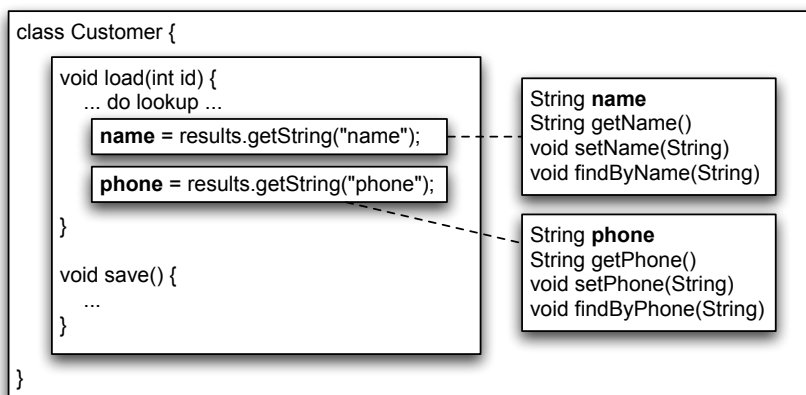 class Customer {
void load(int id) {
... do lookup ...
name = results.getString("name");
phone = results.getString("phone");
}
void save() {
...
}
}
String name
String getName()
void setName(String)
void findByName(String)
String phone
String getPhone()
void setPhone(String)
void findByPhone(String)